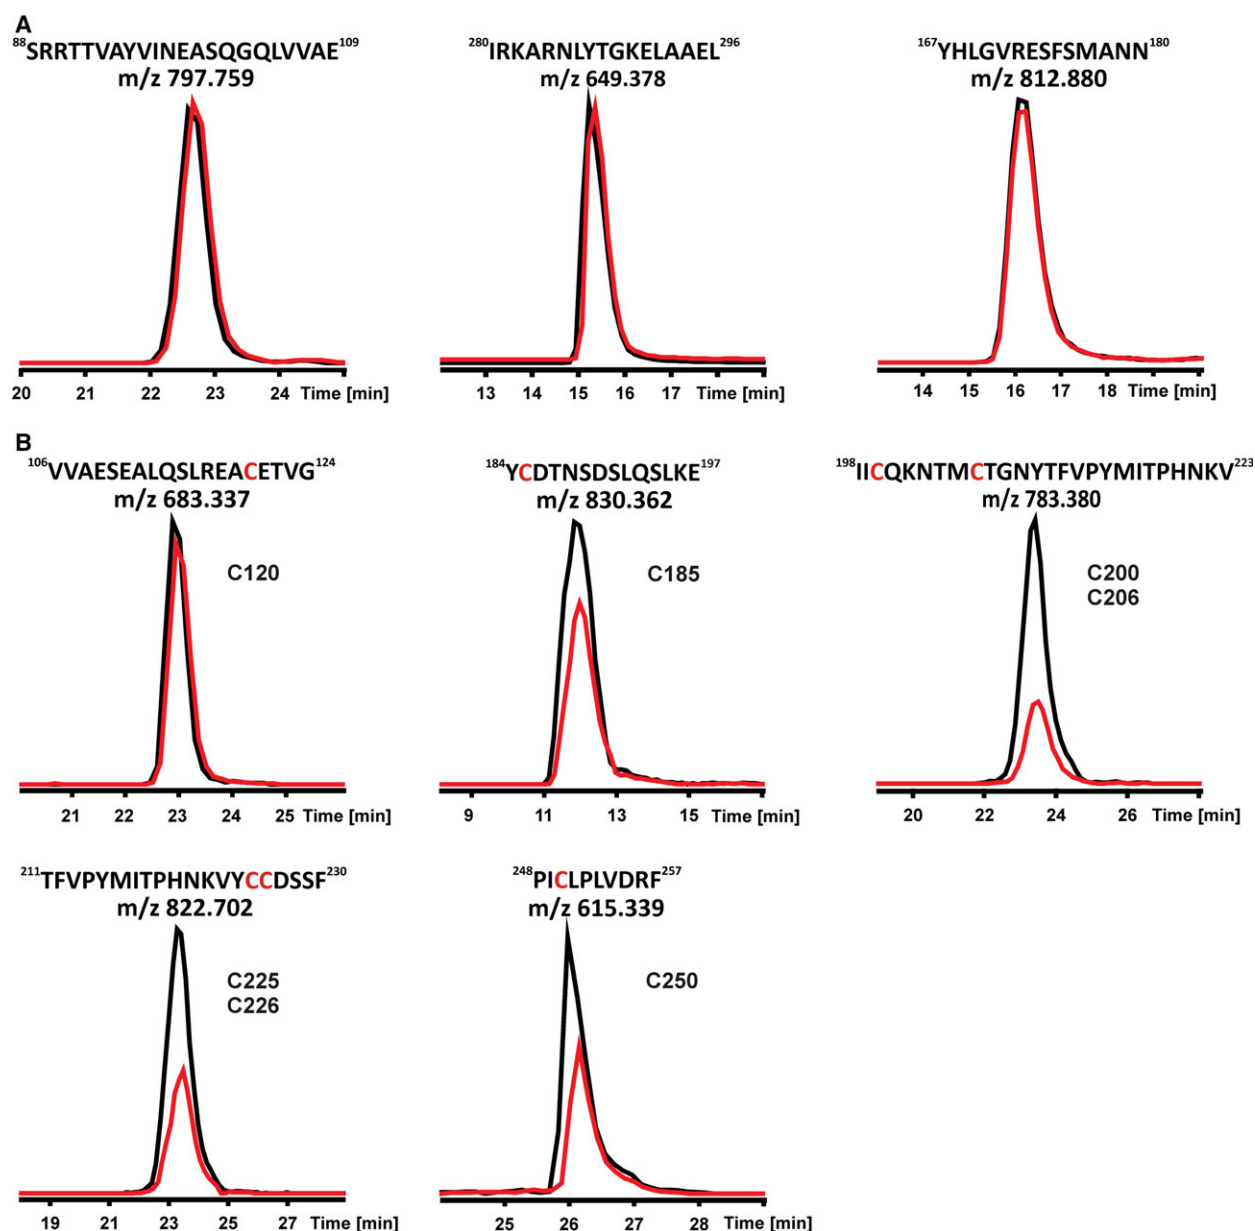 A
88SRRTTVAYVINEASQGQLVVAE109
m/z 797.759
280IRKARNLYTGKELAAEL296
m/z 649.378
167YHLGVRESFSMANN180
m/z 812.880
20 21 22 23 24 Time [min]
13 14 15 16 17 Time [min]
14 15 16 17 18 Time [min]
B
106VVAESEALQSLREACETVG124
m/z 683.337
C120
184YCDTNSDSLQSLKE197
m/z 830.362
C185
198IICQKNTMCTGNYTFVPYMITPHNKV223
m/z 783.380
C200
C206
21 22 23 24 25 Time [min]
9 11 12 13 15 Time [min]
20 22 24 26 Time [min]
211TFVPYMITPHNKVYCCDSSF230
m/z 822.702
C225
C226
248PICLPLVDRF257
m/z 615.339
C250
19 21 23 25 27 Time [min]
25 26 27 28 Time [min]